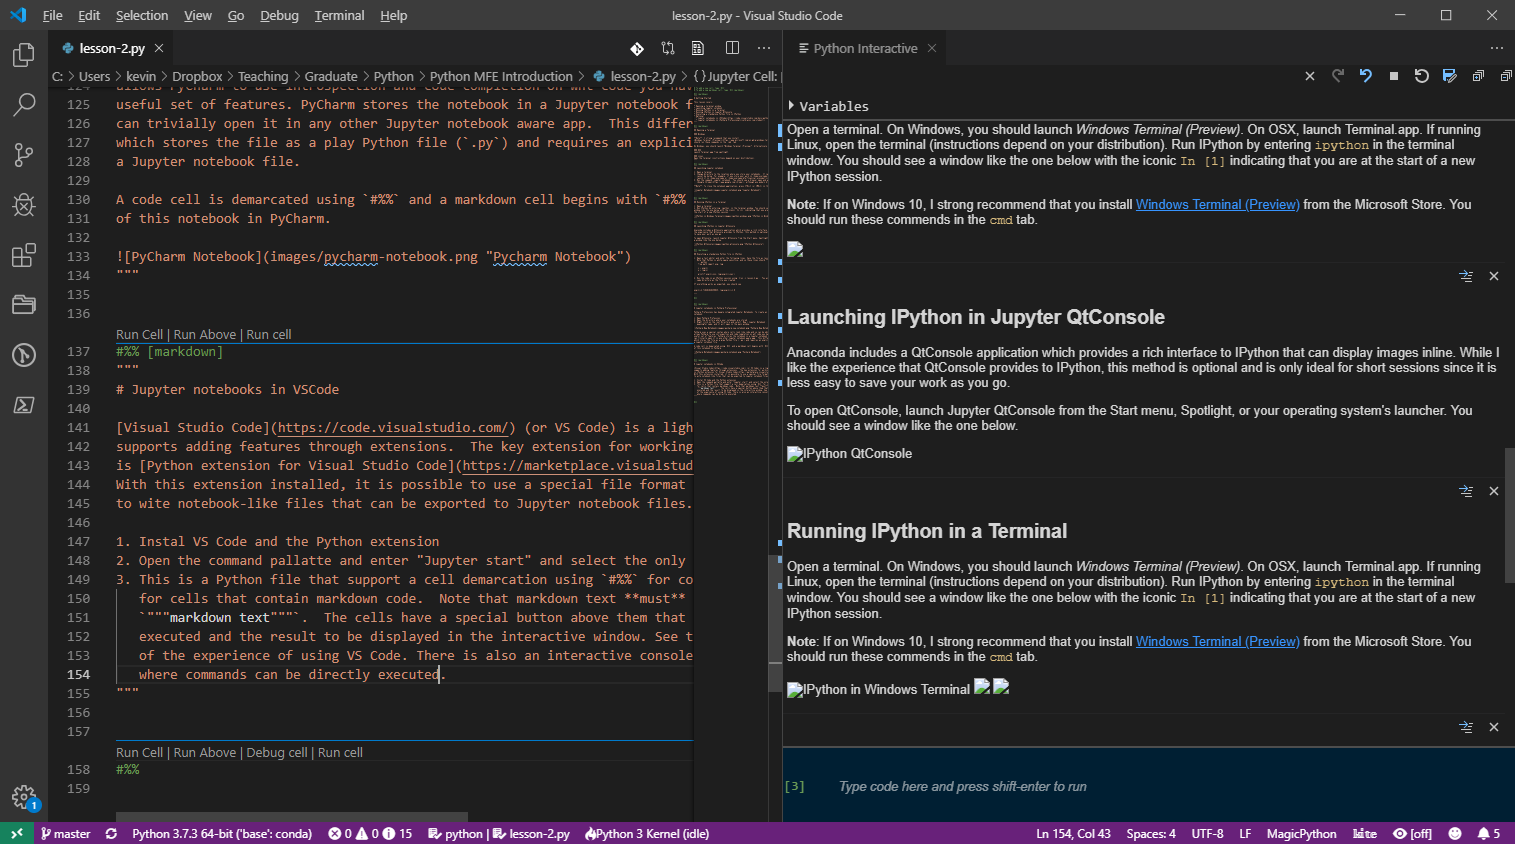 File Edit Selection View Go Debug Terminal Help
lesson-2.py - Visual Studio Code
lesson-2.py
Python Interactive
C: > Users > kevin > Dropbox > Teaching > Graduate > Python > Python MFE Introduction > lesson-2.py > {} Jupyter Cell:
124 allows PyCharm to use introspection and code completion on wht code you hav
125 useful set of features. PyCharm stores the notebook in a Jupyter notebook f
126 can trivially open it in any other Jupyter notebook aware app.  This differ
127 which stores the file as a play Python file (`.py`) and requires an explici
128 a Jupyter notebook file.
129
130 A code cell is demarcated using `#%%` and a markdown cell begins with `#%%
131 of this notebook in PyCharm.
132
133 ![PyCharm Notebook](images/pycharm-notebook.png "Pycharm Notebook")
134 """
135
136
Run Cell | Run Above | Run cell
137 #%% [markdown]
138 """
139 # Jupyter notebooks in VSCode
140
141 [Visual Studio Code](https://code.visualstudio.com/) (or VS Code) is a ligh
142 supports adding features through extensions.  The key extension for working
143 is [Python extension for Visual Studio Code](https://marketplace.visualstud
144 With this extension installed, it is possible to use a special file format
145 to wite notebook-like files that can be exported to Jupyter notebook files.
146
147 1. Instal VS Code and the Python extension
148 2. Open the command pallatte and enter "Jupyter start" and select the only
149 3. This is a Python file that support a cell demarcation using `#%%` for co
150 for cells that contain markdown code.  Note that markdown text **must**
151 `"""markdown text"""`.  The cells have a special button above them that
152 executed and the result to be displayed in the interactive window. See t
153 of the experience of using VS Code. There is also an interactive console
154 where commands can be directly executed.
155 """
156
157
Run Cell | Run Above | Debug cell | Run cell
158 #%%
159
Variables
Open a terminal. On Windows, you should launch Windows Terminal (Preview). On OSX, launch Terminal.app. If running
Linux, open the terminal (instructions depend on your distribution). Run IPython by entering ipython in the terminal
window. You should see a window like the one below with the iconic In [1] indicating that you are at the start of a new
IPython session.
Note: If on Windows 10, I strong recommend that you install Windows Terminal (Preview) from the Microsoft Store. You
should run these commends in the cmd tab.
Launching IPython in Jupyter QtConsole
Anaconda includes a QtConsole application which provides a rich interface to IPython that can display images inline. While I
like the experience that QtConsole provides to IPython, this method is optional and is only ideal for short sessions since it is
less easy to save your work as you go.
To open QtConsole, launch Jupyter QtConsole from the Start menu, Spotlight, or your operating system's launcher. You
should see a window like the one below.
IPython QtConsole
Running IPython in a Terminal
Open a terminal. On Windows, you should launch Windows Terminal (Preview). On OSX, launch Terminal.app. If running
Linux, open the terminal (instructions depend on your distribution). Run IPython by entering ipython in the terminal
window. You should see a window like the one below with the iconic In [1] indicating that you are at the start of a new
IPython session.
Note: If on Windows 10, I strong recommend that you install Windows Terminal (Preview) from the Microsoft Store. You
should run these commends in the cmd tab.
IPython in Windows Terminal
[3] Type code here and press shift-enter to run
1
master Python 3.7.3 64-bit ('base': conda) 0 0 15 python | lesson-2.py Python 3 Kernel (idle) Ln 154, Col 43 Spaces: 4 UTF-8 LF MagicPython kite [off] 5